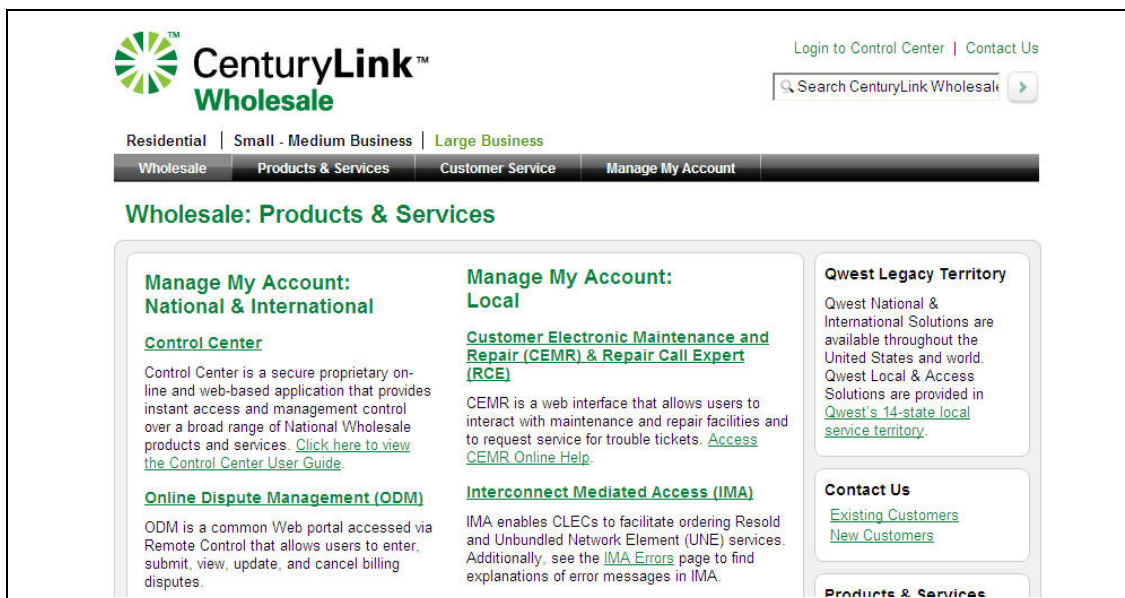 CenturyLink™
Wholesale
Login to Control Center | Contact Us
Search CenturyLink Wholesale
Residential | Small - Medium Business | Large Business
Wholesale Products & Services Customer Service Manage My Account
Wholesale: Products & Services
Manage My Account:
National & International
Control Center
Control Center is a secure proprietary on-
line and web-based application that provides
instant access and management control
over a broad range of National Wholesale
products and services. Click here to view
the Control Center User Guide.
Online Dispute Management (ODM)
ODM is a common Web portal accessed via
Remote Control that allows users to enter,
submit, view, update, and cancel billing
disputes.
Manage My Account:
Local
Customer Electronic Maintenance and
Repair (CEMR) & Repair Call Expert
(RCE)
CEMR is a web interface that allows users to
interact with maintenance and repair facilities and
to request service for trouble tickets. Access
CEMR Online Help.
Interconnect Mediated Access (IMA)
IMA enables CLECs to facilitate ordering Resold
and Unbundled Network Element (UNE) services.
Additionally, see the IMA Errors page to find
explanations of error messages in IMA.
Qwest Legacy Territory
Qwest National &
International Solutions are
available throughout the
United States and world.
Qwest Local & Access
Solutions are provided in
Qwest's 14-state local
service territory.
Contact Us
Existing Customers
New Customers
Products & Services